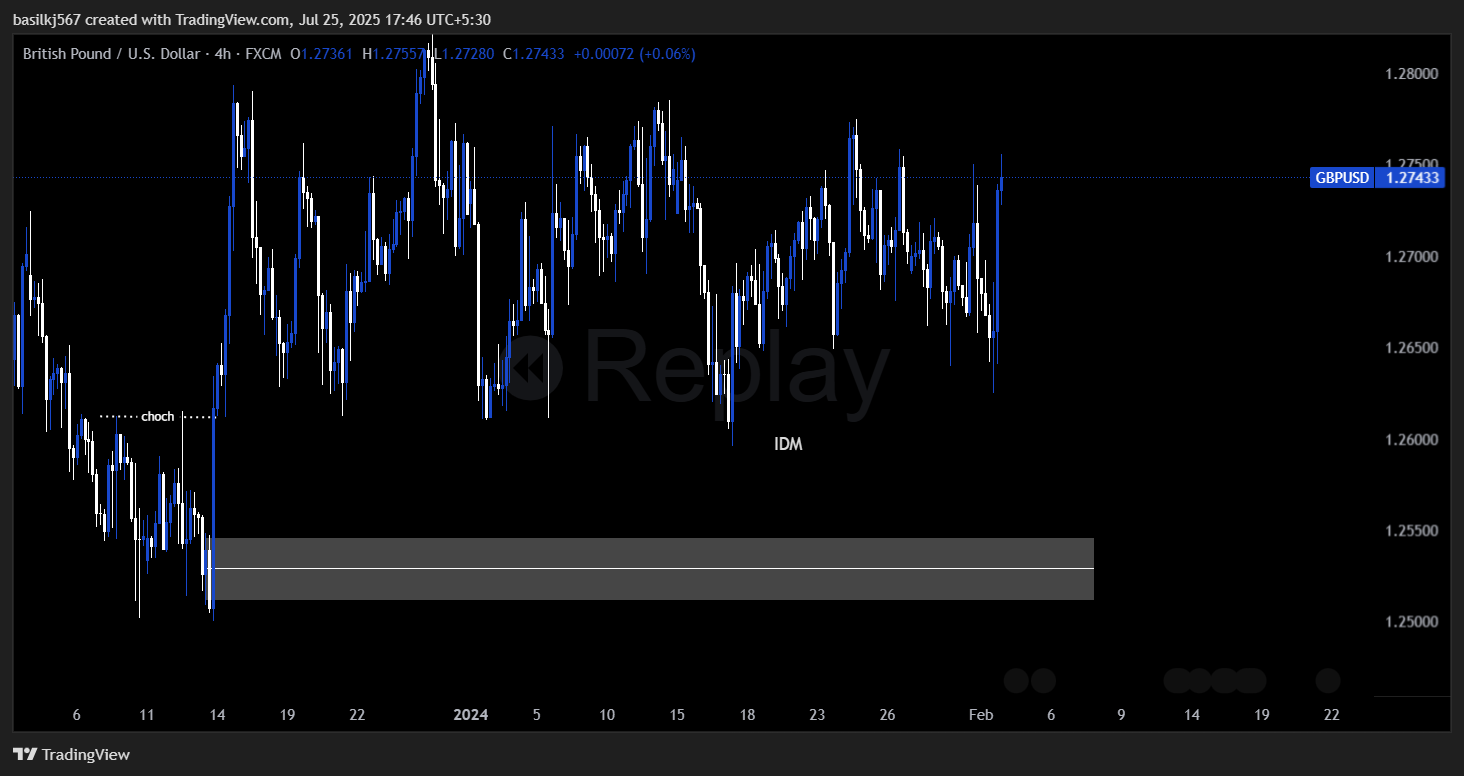 basilkj567 created with TradingView.com, Jul 25, 2025 17:46 UTC+5:30
British Pound / U.S. Dollar · 4h · FXCM O1.27361 H1.27557 L1.27280 C1.27433 +0.00072 (+0.06%)
1.28000
1.27500
GBPUSD 1.27433
1.27000
Replay
1.26500
choch
IDM
1.26000
1.25500
1.25000
6 11 14 19 22 2024 5 10 15 18 23 26 Feb 6 9 14 19 22
TradingView